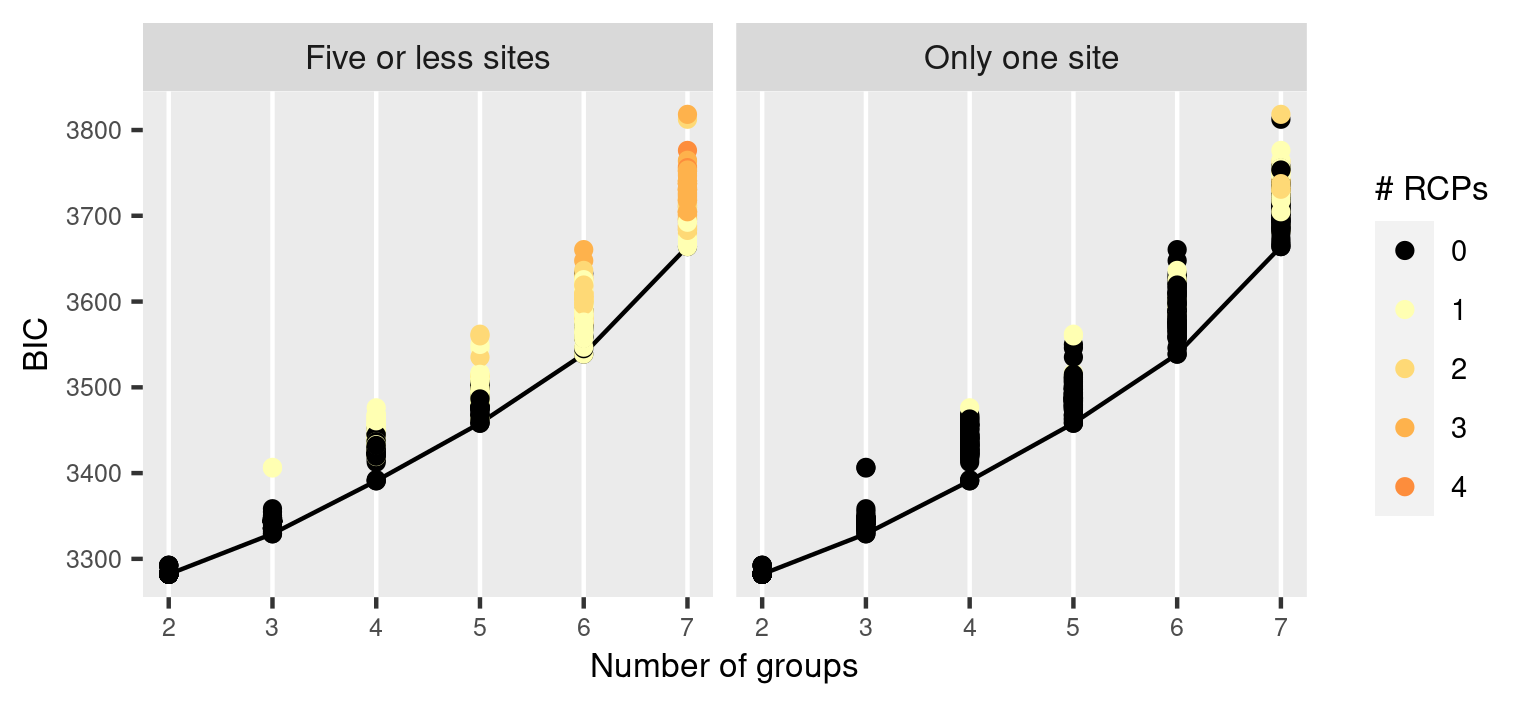 Five or less sites
Only one site
3800
3700
3600
3500
3400
3300
BIC
2 3 4 5 6 7
2 3 4 5 6 7
Number of groups
# RCPs
0
1
2
3
4